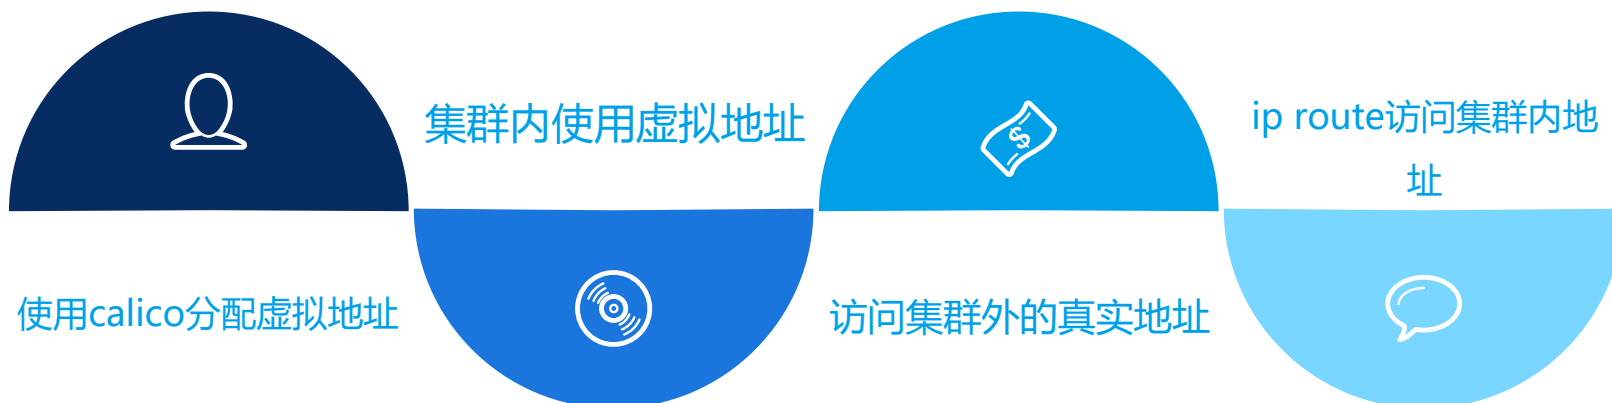 使用calico分配虚拟地址
集群内使用虚拟地址
访问集群外的真实地址
ip route访问集群内地
址